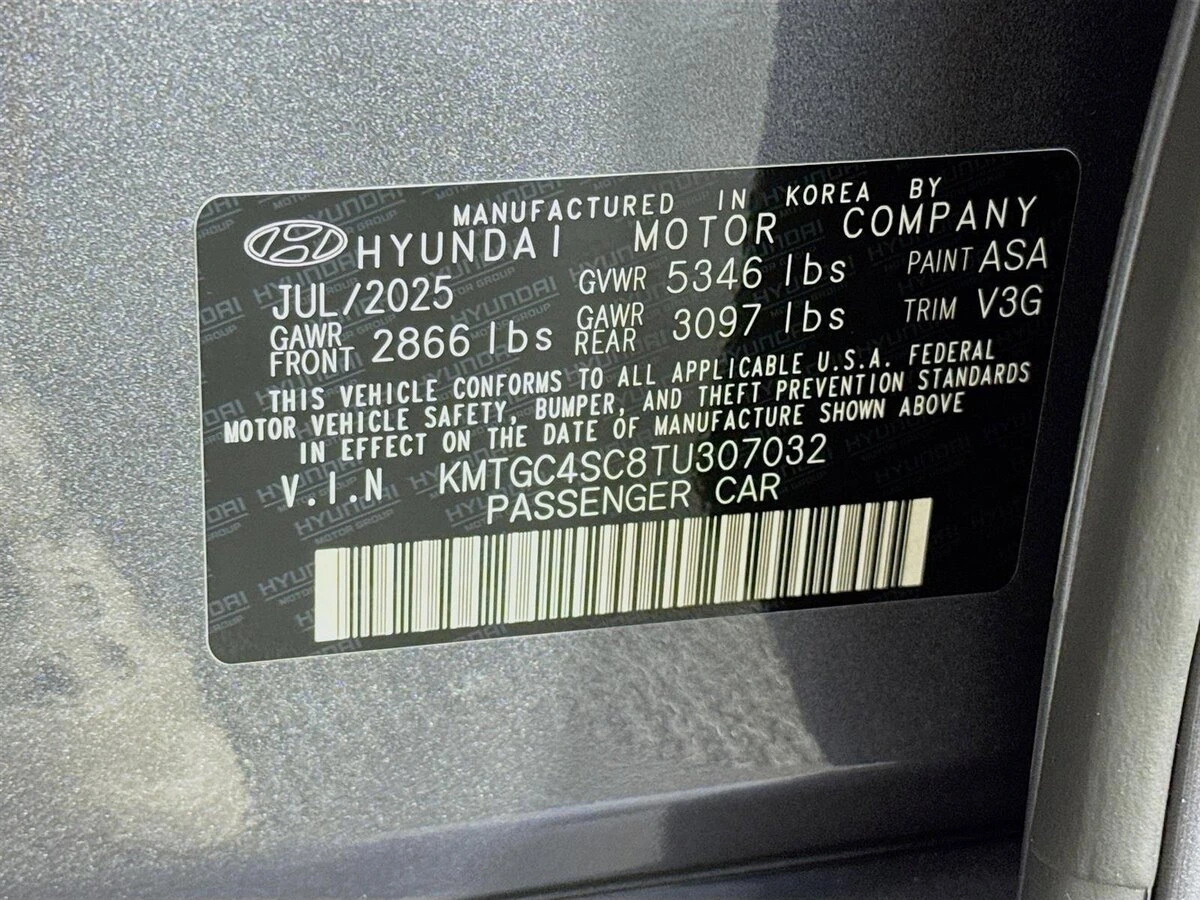 MANUFACTURED IN KOREA BY
HYUNDAI MOTOR COMPANY
JUL/2025 GVWR 5346 lbs PAINT ASA
GAWR FRONT 2866 lbs GAWR REAR 3097 lbs TRIM V3G
THIS VEHICLE CONFORMS TO ALL APPLICABLE U.S.A. FEDERAL
MOTOR VEHICLE SAFETY, BUMPER, AND THEFT PREVENTION STANDARDS
IN EFFECT ON THE DATE OF MANUFACTURE SHOWN ABOVE
V.I.N KMTGC4SC8TU307032
PASSENGER CAR